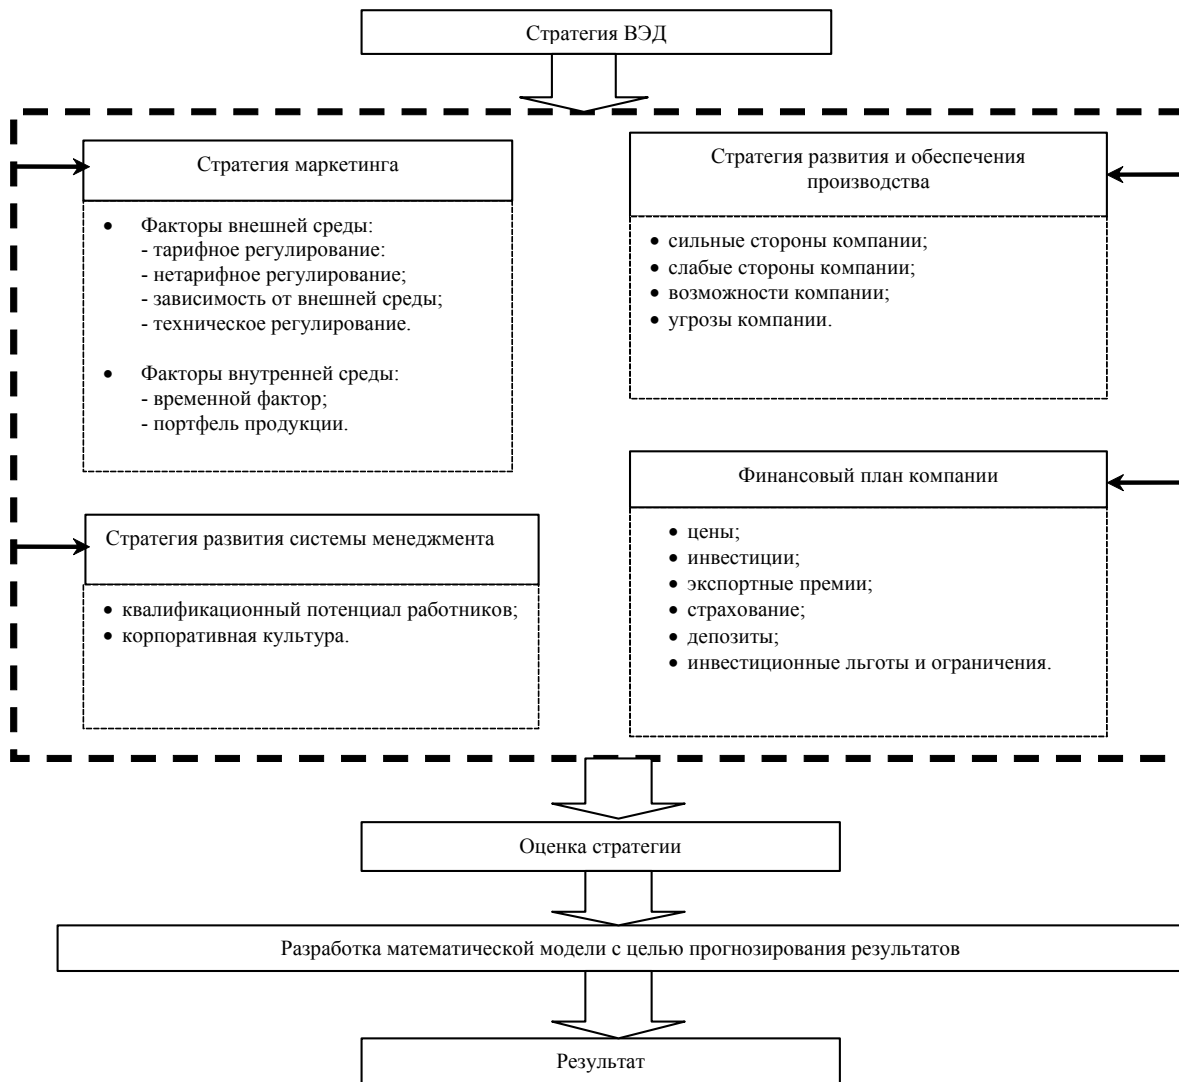 Стратегия ВЭД
Стратегия маркетинга
• Факторы внешней среды:
- тарифное регулирование:
- нетарифное регулирование;
- зависимость от внешней среды;
- техническое регулирование.
• Факторы внутренней среды:
- временной фактор;
- портфель продукции.
Стратегия развития и обеспечения
производства
• сильные стороны компании;
• слабые стороны компании;
• возможности компании;
• угрозы компании.
Стратегия развития системы менеджмента
• квалификационный потенциал работников;
• корпоративная культура.
Финансовый план компании
• цены;
• инвестиции;
• экспортные премии;
• страхование;
• депозиты;
• инвестиционные льготы и ограничения.
Оценка стратегии
Разработка математической модели с целью прогнозирования результатов
Результат